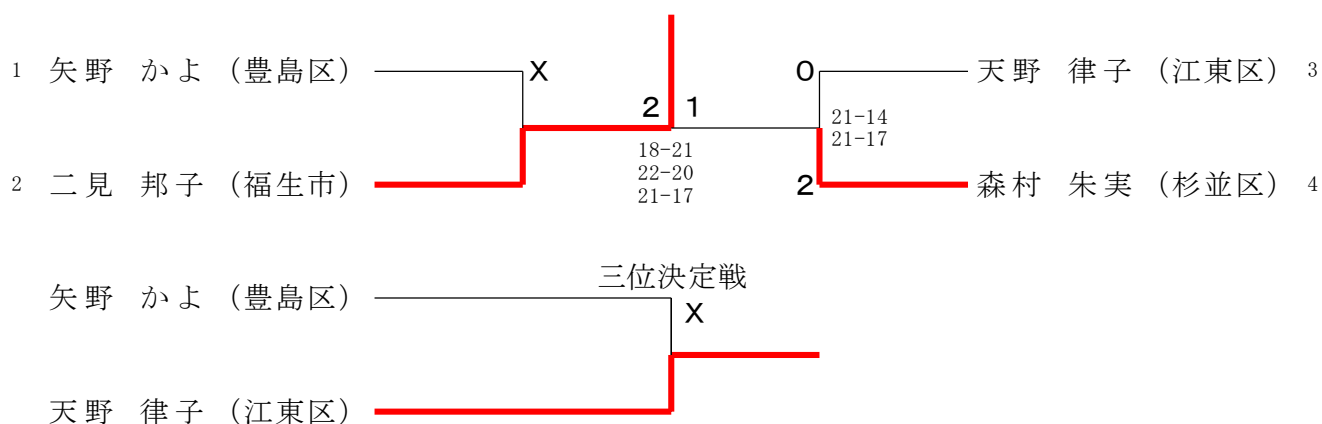 1 矢野 かよ (豊島区) X
0 天野 律子 (江東区) 3
2 1
21-14
21-17
18-21
22-20
21-17
2 二見 邦子 (福生市)
2 森村 朱実 (杉並区) 4
三位決定戦
矢野 かよ (豊島区)
X
天野 律子 (江東区)